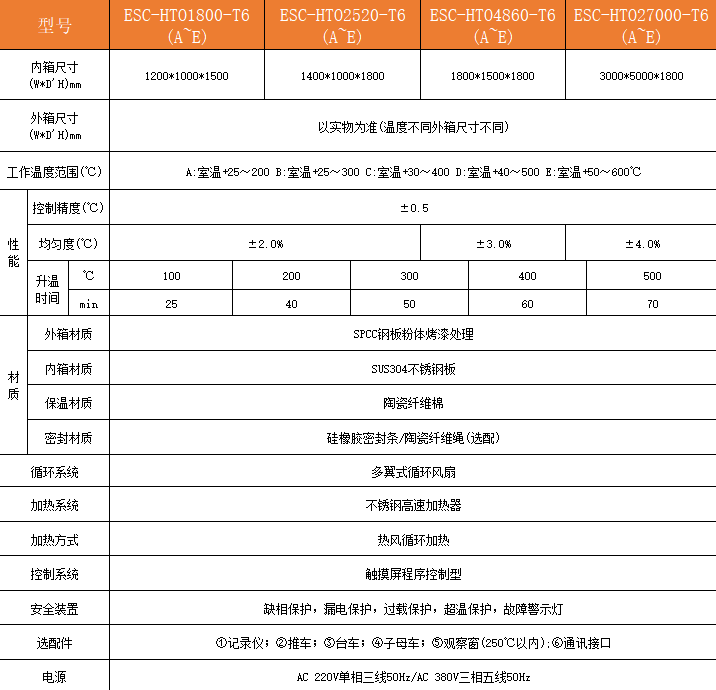 型号
ESC-HT01800-T6
(A~E)
ESC-HT02520-T6
(A~E)
ESC-HT04860-T6
(A~E)
ESC-HT027000-T6
(A~E)
内箱尺寸
(W*D'H)mm
1200*1000*1500
1400*1000*1800
1800*1500*1800
3000*5000*1800
外箱尺寸
(W*D'H)mm
以实物为准(温度不同外箱尺寸不同)
工作温度范围(℃)
A:室温+25～200 B:室温+25～300 C:室温+30～400 D:室温+40～500 E:室温+50～600℃
性能
控制精度(℃)
±0.5
均匀度(℃)
±2.0%
±3.0%
±4.0%
升温
时间
℃
100
200
300
400
500
min
25
40
50
60
70
材质
外箱材质
SPCC钢板粉体烤漆处理
内箱材质
SUS304不锈钢板
保温材质
陶瓷纤维棉
密封材质
硅橡胶密封条/陶瓷纤维绳(选配)
循环系统
多翼式循环风扇
加热系统
不锈钢高速加热器
加热方式
热风循环加热
控制系统
触摸屏程序控制型
安全装置
缺相保护，漏电保护，过载保护，超温保护，故障警示灯
选配件
①记录仪；②推车；③台车；④子母车；⑤观察窗(250℃以内);⑥通讯接口
电源
AC 220V单相三线50Hz/AC 380V三相五线50Hz